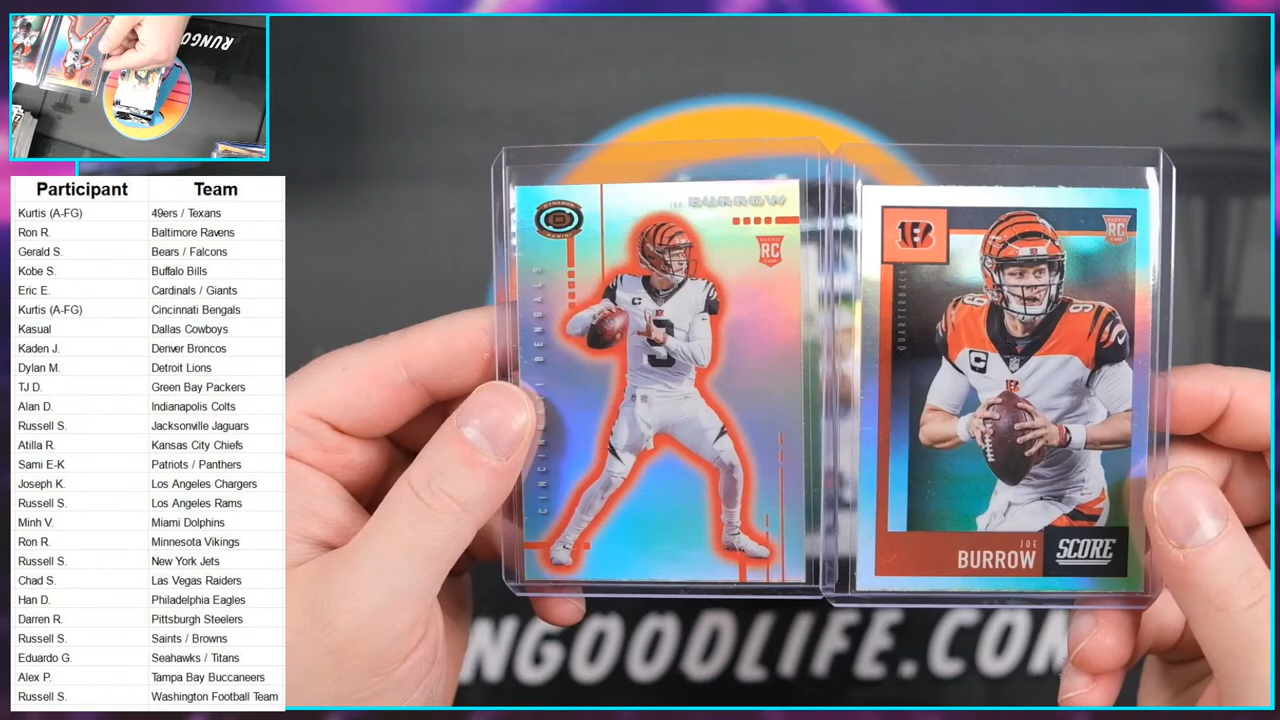 RUNGOOD
Participant Team
Kurtis (A-FG) 49ers / Texans
Ron R. Baltimore Ravens
Gerald S. Bears / Falcons
Kobe S. Buffalo Bills
Eric E. Cardinals / Giants
Kurtis (A-FG) Cincinnati Bengals
Kasual Dallas Cowboys
Kaden J. Denver Broncos
Dylan M. Detroit Lions
TJ D. Green Bay Packers
Alan D. Indianapolis Colts
Russell S. Jacksonville Jaguars
Atilla R. Kansas City Chiefs
Sami E-K Patriots / Panthers
Joseph K. Los Angeles Chargers
Russell S. Los Angeles Rams
Minh V. Miami Dolphins
Ron R. Minnesota Vikings
Russell S. New York Jets
Chad S. Las Vegas Raiders
Han D. Philadelphia Eagles
Darren R. Pittsburgh Steelers
Russell S. Saints / Browns
Eduardo G. Seahawks / Titans
Alex P. Tampa Bay Buccaneers
Russell S. Washington Football Team
BURROW
ROOKIE
RC
CINCINNATI BENGALS
C
9
RC
QUARTERBACK
9
C
JOE
BURROW
SCORE
UNGOODLIFE.COM